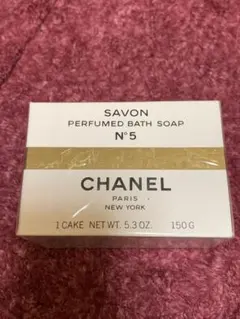 SAVON
PERFUMED BATH SOAP
N°5
CHANEL
PARIS
NEW YORK
1 CAKE NET WT. 5.3 OZ. 150 G